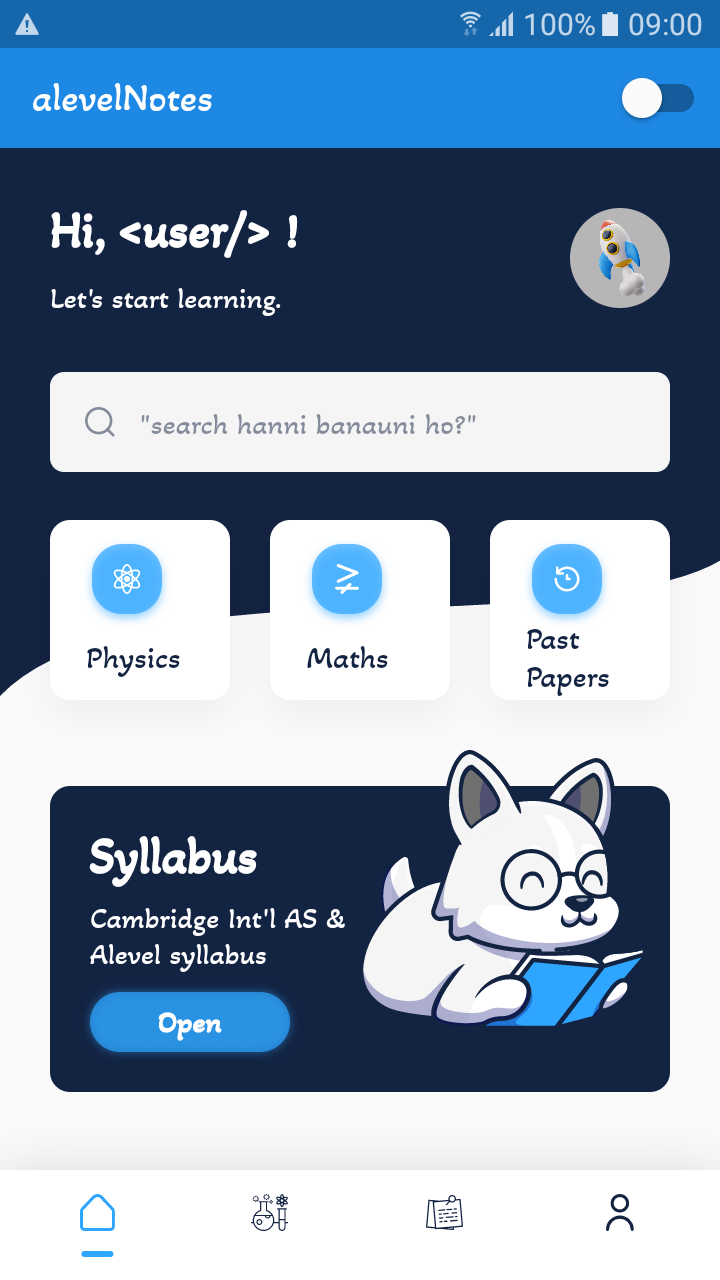 100% 09:00
alevelNotes
Hi, <user/> !
Let's start learning.
"search hanni banauni ho?"
Physics
Maths
Past
Papers
Syllabus
Cambridge Int'l AS &
Alevel syllabus
Open